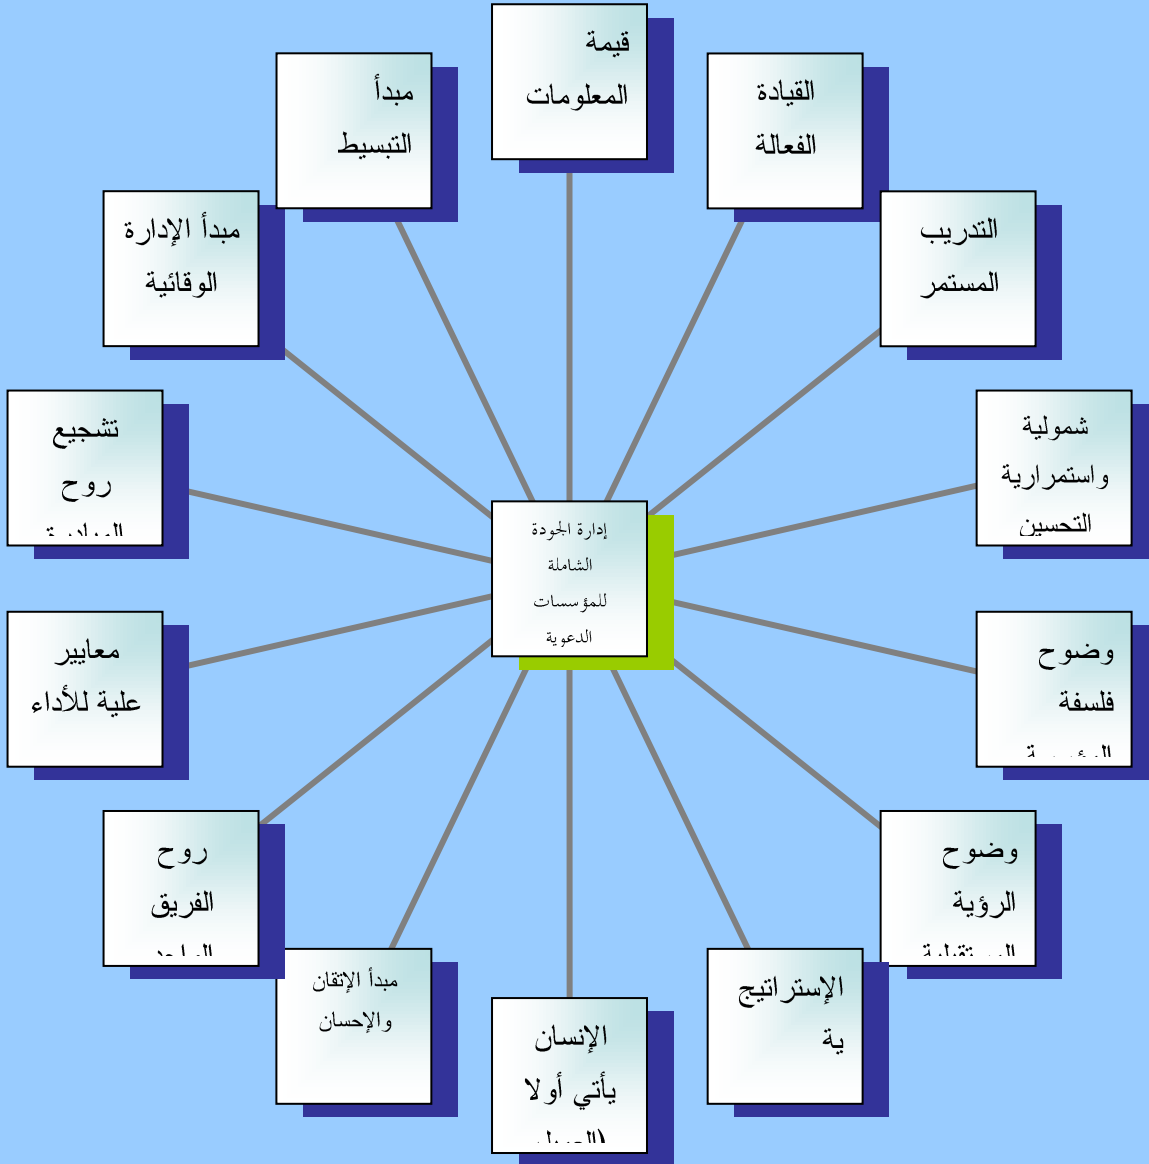 قيمة
المعلومات
القيادة
الفعالة
التدريب
المستمر
شمولية
واستمرارية
التحسين
وضوح
فلسفة
وضوح
الرؤية
الإستراتيج
ية
الإنسان
يأتي أولا
مبدأ الإتقان
والإحسان
روح
الفريق
معايير
علية للأداء
تشجيع
روح
مبدأ الإدارة
الوقائية
مبدأ
التبسيط
إدارة الجودة
الشاملة
للمؤسسات
الدعوية